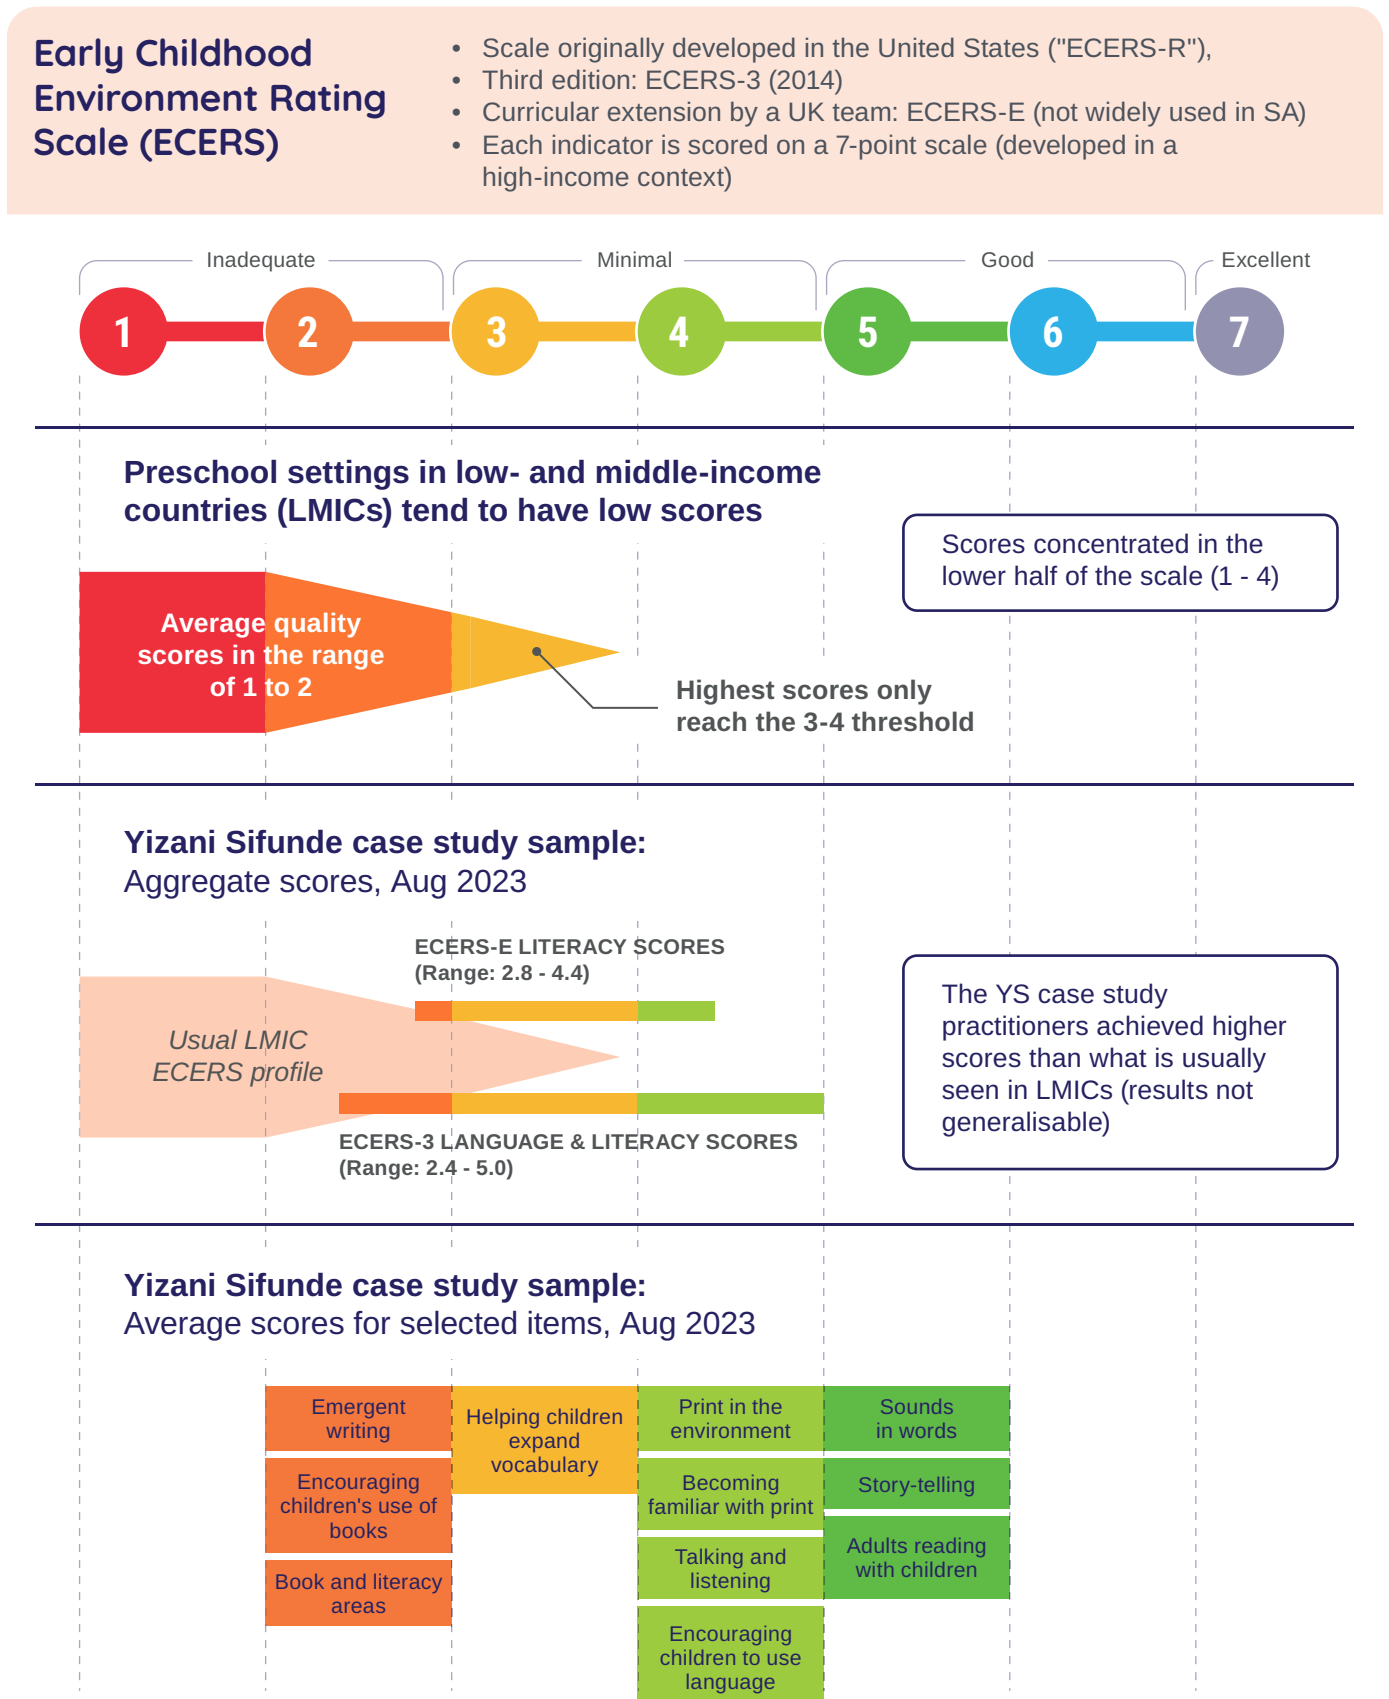 Early Childhood
Environment Rating
Scale (ECERS)
• Scale originally developed in the United States ("ECERS-R"),
• Third edition: ECERS-3 (2014)
• Curricular extension by a UK team: ECERS-E (not widely used in SA)
• Each indicator is scored on a 7-point scale (developed in a
high-income context)
Inadequate
Minimal
Good
Excellent
1
2
3
4
5
6
7
Preschool settings in low- and middle-income
countries (LMICs) tend to have low scores
Scores concentrated in the
lower half of the scale (1 - 4)
Average quality
scores in the range
of 1 to 2
Highest scores only
reach the 3-4 threshold
Yizani Sifunde case study sample:
Aggregate scores, Aug 2023
ECERS-E LITERACY SCORES
(Range: 2.8 - 4.4)
Usual LMIC
ECERS profile
ECERS-3 LANGUAGE & LITERACY SCORES
(Range: 2.4 - 5.0)
The YS case study
practitioners achieved higher
scores than what is usually
seen in LMICs (results not
generalisable)
Yizani Sifunde case study sample:
Average scores for selected items, Aug 2023
Emergent
writing
Encouraging
children's use of
books
Book and literacy
areas
Helping children
expand
vocabulary
Print in the
environment
Becoming
familiar with print
Talking and
listening
Encouraging
children to use
language
Sounds
in words
Story-telling
Adults reading
with children